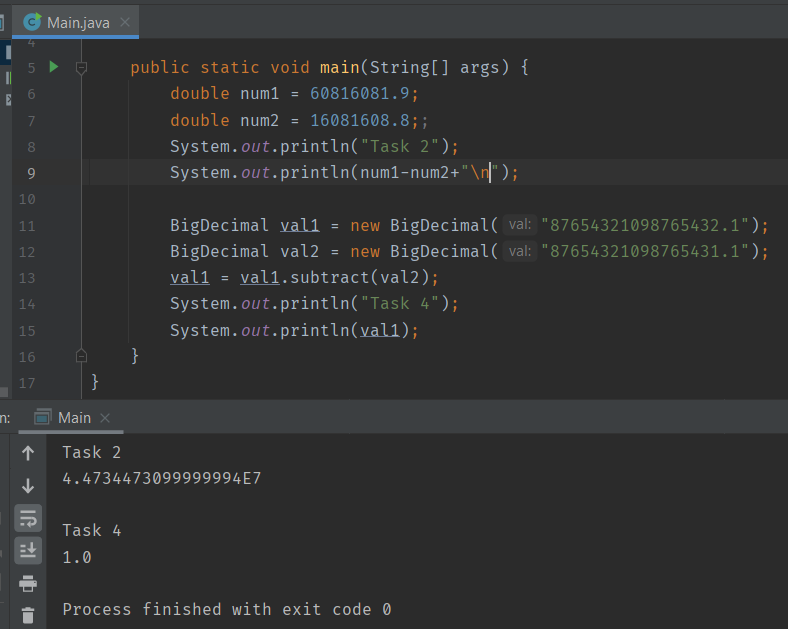 Main.java
4
5 public static void main(String[] args) {
6 double num1 = 60816081.9;
7 double num2 = 16081608.8;;
8 System.out.println("Task 2");
9 System.out.println(num1-num2+"\n");
10
11 BigDecimal val1 = new BigDecimal( val: "87654321098765432.1");
12 BigDecimal val2 = new BigDecimal( val: "87654321098765431.1");
13 val1 = val1.subtract(val2);
14 System.out.println("Task 4");
15 System.out.println(val1);
16 }
17 }
n: Main
Task 2
4.4734473099999994E7
Task 4
1.0
Process finished with exit code 0